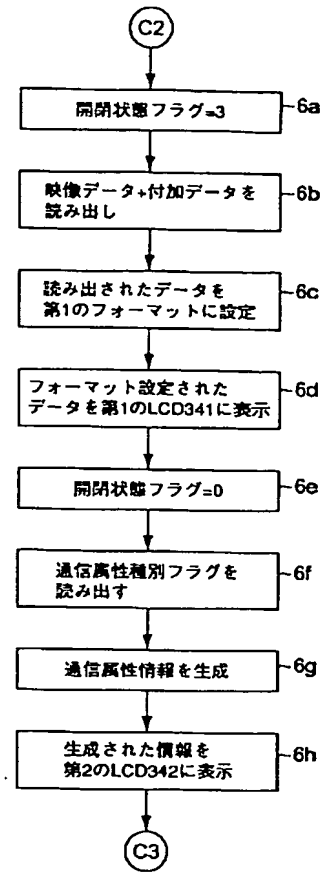 C2
開閉状態フラグ=3
6a
映像データ+付加データを
読み出し
6b
読み出されたデータを
第1のフォーマットに設定
6c
フォーマット設定された
データを第1のLCD341に表示
6d
開閉状態フラグ=0
6e
通信属性種別フラグを
読み出す
6f
通信属性情報を生成
6g
生成された情報を
第2のLCD342に表示
6h
C3